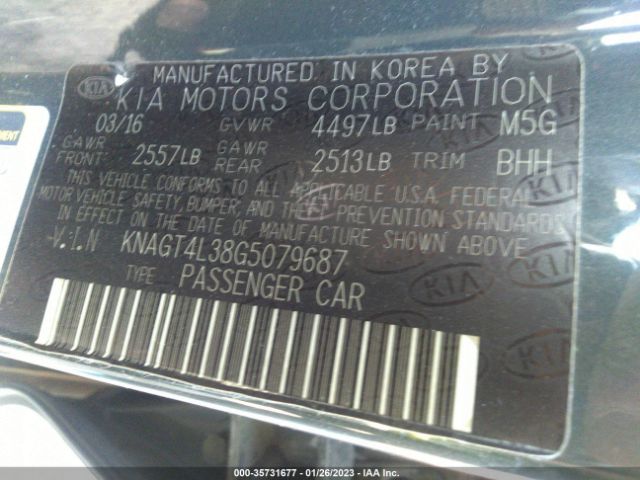 MANUFACTURED IN KOREA BY
KIA KIA MOTORS CORPORATION
03/16 GVWR 4497LB PAINT M5G
GAWR FRONT 2557LB GAWR REAR 2513LB TRIM BHH
THIS VEHICLE CONFORMS TO ALL APPLICABLE U.S.A. FEDERAL
MOTOR VEHICLE SAFETY, BUMPER, AND THEFT PREVENTION STANDARDS
IN EFFECT ON THE DATE OF MANUFACTURE SHOWN ABOVE
V.I.N KNAGT4L38G5079687
TYPE PASSENGER CAR
000-35731677 | 01/26/2023 | IAA Inc.